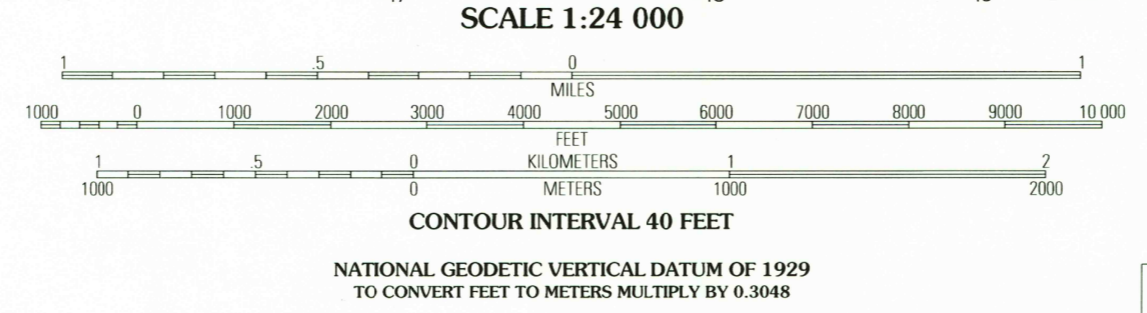 SCALE 1:24 000
1 .5 0 1
MILES
1000 0 1000 2000 3000 4000 5000 6000 7000 8000 9000 10 000
FEET
1 .5 0 KILOMETERS 1 2
1000 0 METERS 1000 2000
CONTOUR INTERVAL 40 FEET
NATIONAL GEODETIC VERTICAL DATUM OF 1929
TO CONVERT FEET TO METERS MULTIPLY BY 0.3048